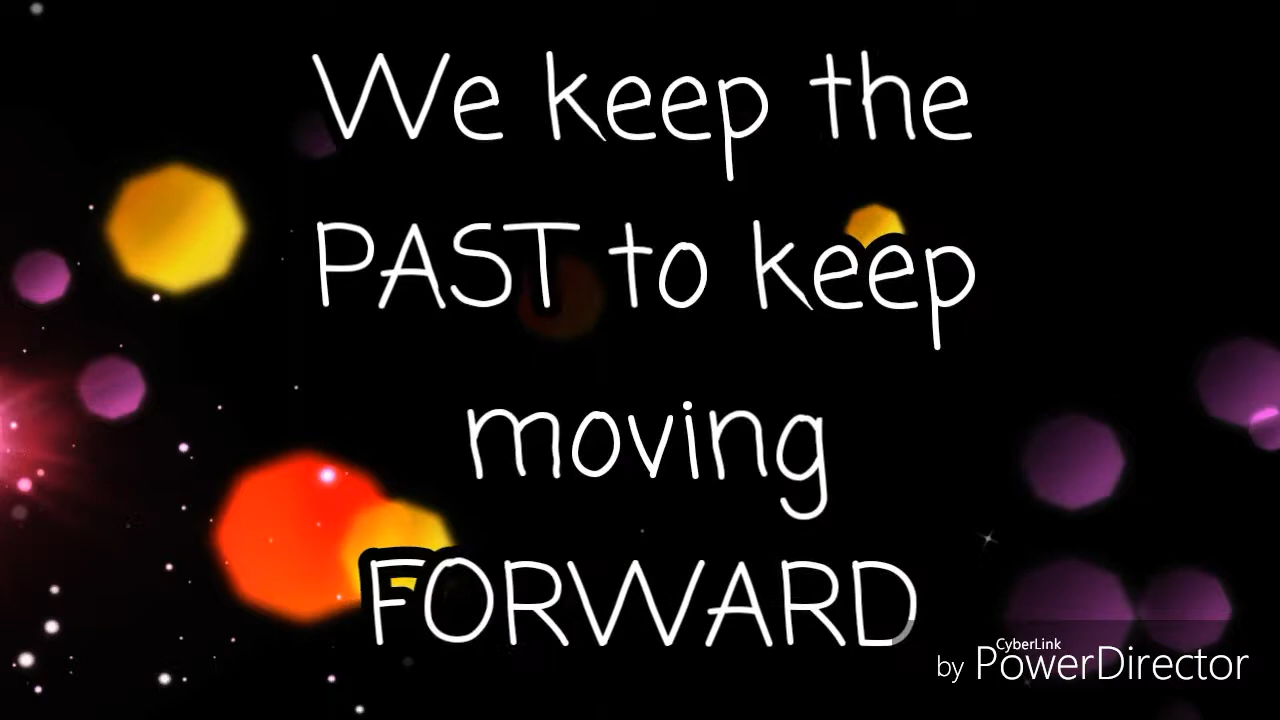 We keep the
PAST to keep
moving
FORWARD
CyberLink
by PowerDirector